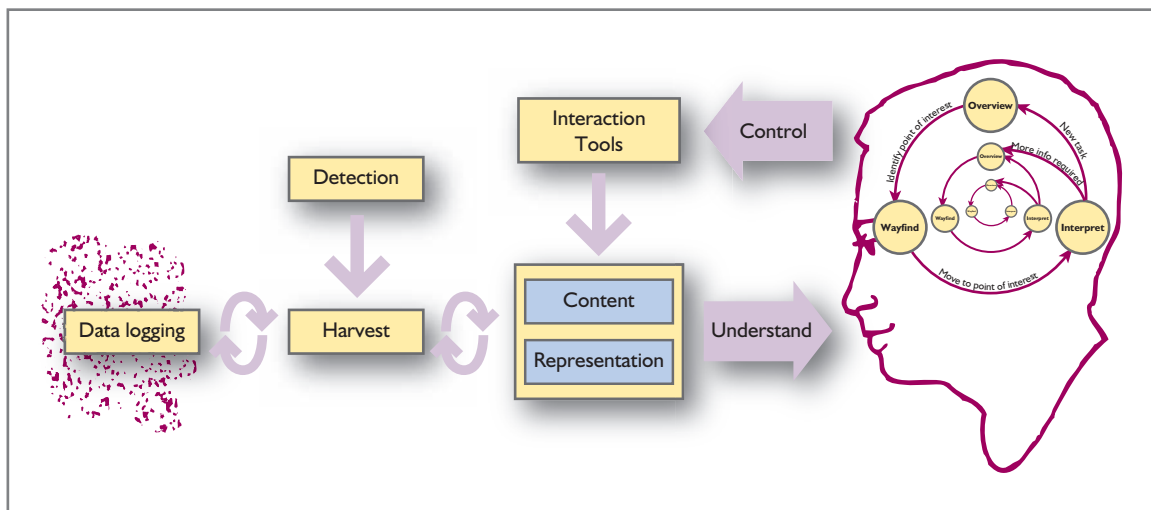 Data logging
Detection
Harvest
Interaction
Tools
Content
Representation
Control
Understand
Overview
Identify point of interest
New task
More info required
Overview
Wayfind
Wayfind
Interpret
Interpret
Move to point of interest